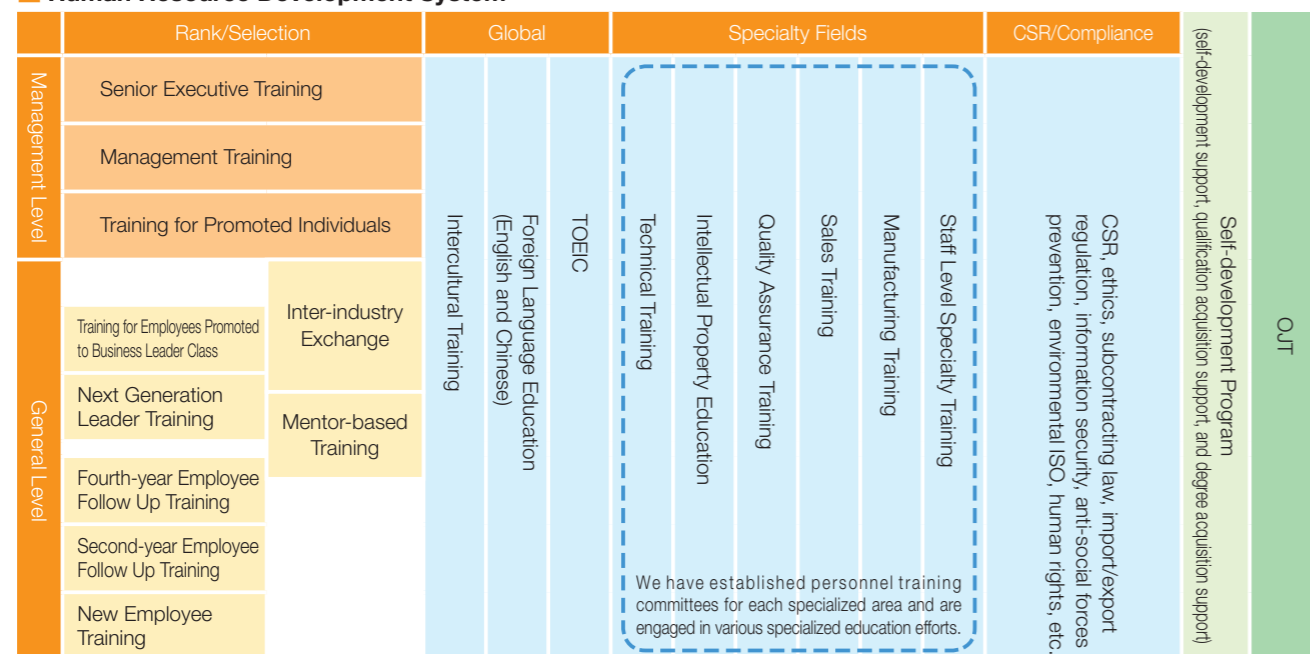 Human Resource Development System
Rank/Selection
Global
Specialty Fields
CSR/Compliance
Management Level
Senior Executive Training
Management Training
Training for Promoted Individuals
General Level
Training for Employees Promoted
to Business Leader Class
Next Generation
Leader Training
Fourth-year Employee
Follow Up Training
Second-year Employee
Follow Up Training
New Employee
Training
Inter-industry
Exchange
Mentor-based
Training
Intercultural Training
Foreign Language Education
(English and Chinese)
TOEIC
Technical Training
Intellectual Property Education
Quality Assurance Training
Sales Training
Manufacturing Training
Staff Level Specialty Training
We have established personnel training
committees for each specialized area and are
engaged in various specialized education efforts.
CSR, ethics, subcontracting law, import/export
regulation, information security, anti-social forces
prevention, environmental ISO, human rights, etc.
Self-development Program
(self-development support, qualification acquisition support, and degree acquisition support)
OJT